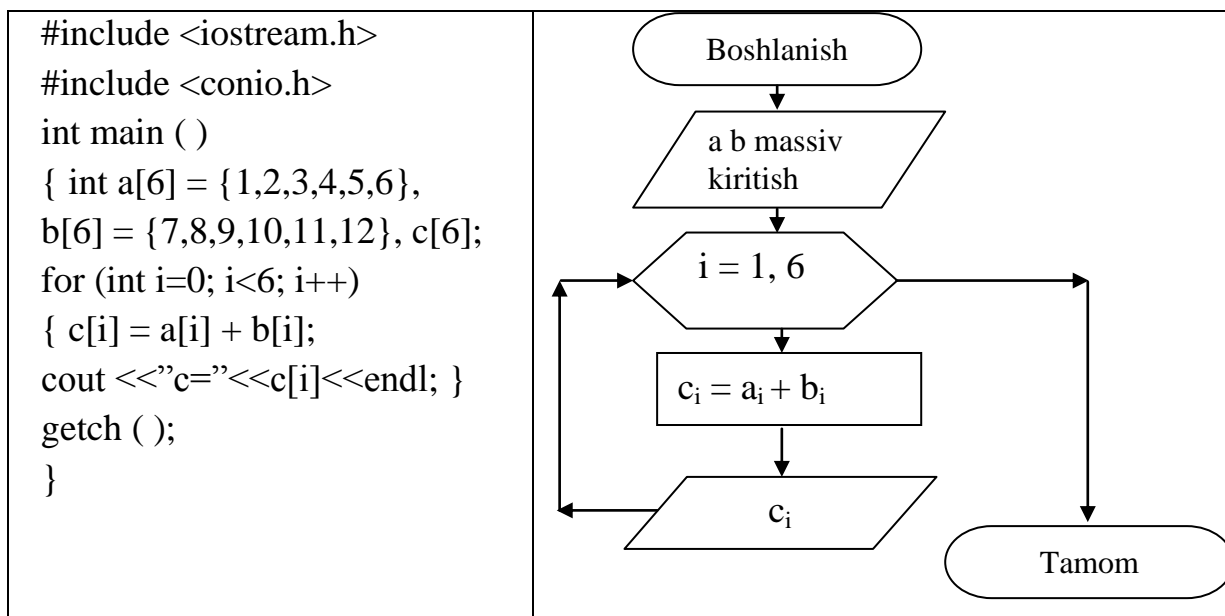 #include <iostream.h>
#include <conio.h>
int main ( )
{ int a[6] = {1,2,3,4,5,6},
b[6] = {7,8,9,10,11,12}, c[6];
for (int i=0; i<6; i++)
{ c[i] = a[i] + b[i];
cout <<”c=”<<c[i]<<endl; }
getch ( );
}
Boshlanish
a b massiv
kiritish
i = 1, 6
cᵢ = aᵢ + bᵢ
cᵢ
Tamom